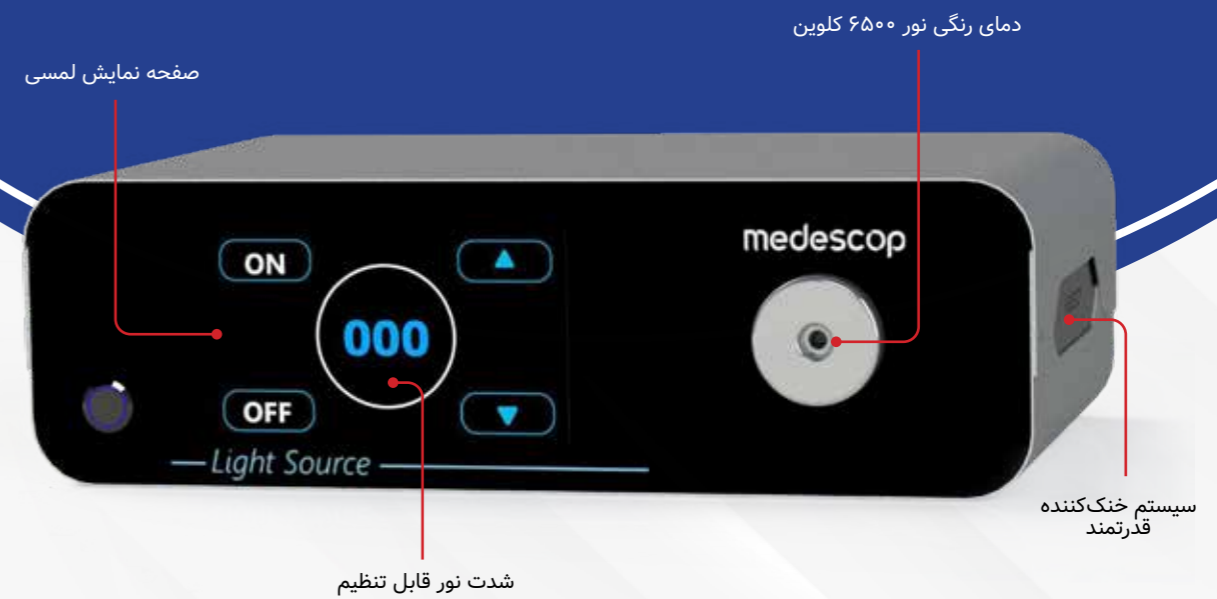 دمای رنگی نور ۶۵۰۰ کلوین
صفحه نمایش لمسی
medescop
ON
000
OFF
Light Source
سیستم خنک‌کننده
قدرتمند
شدت نور قابل تنظیم